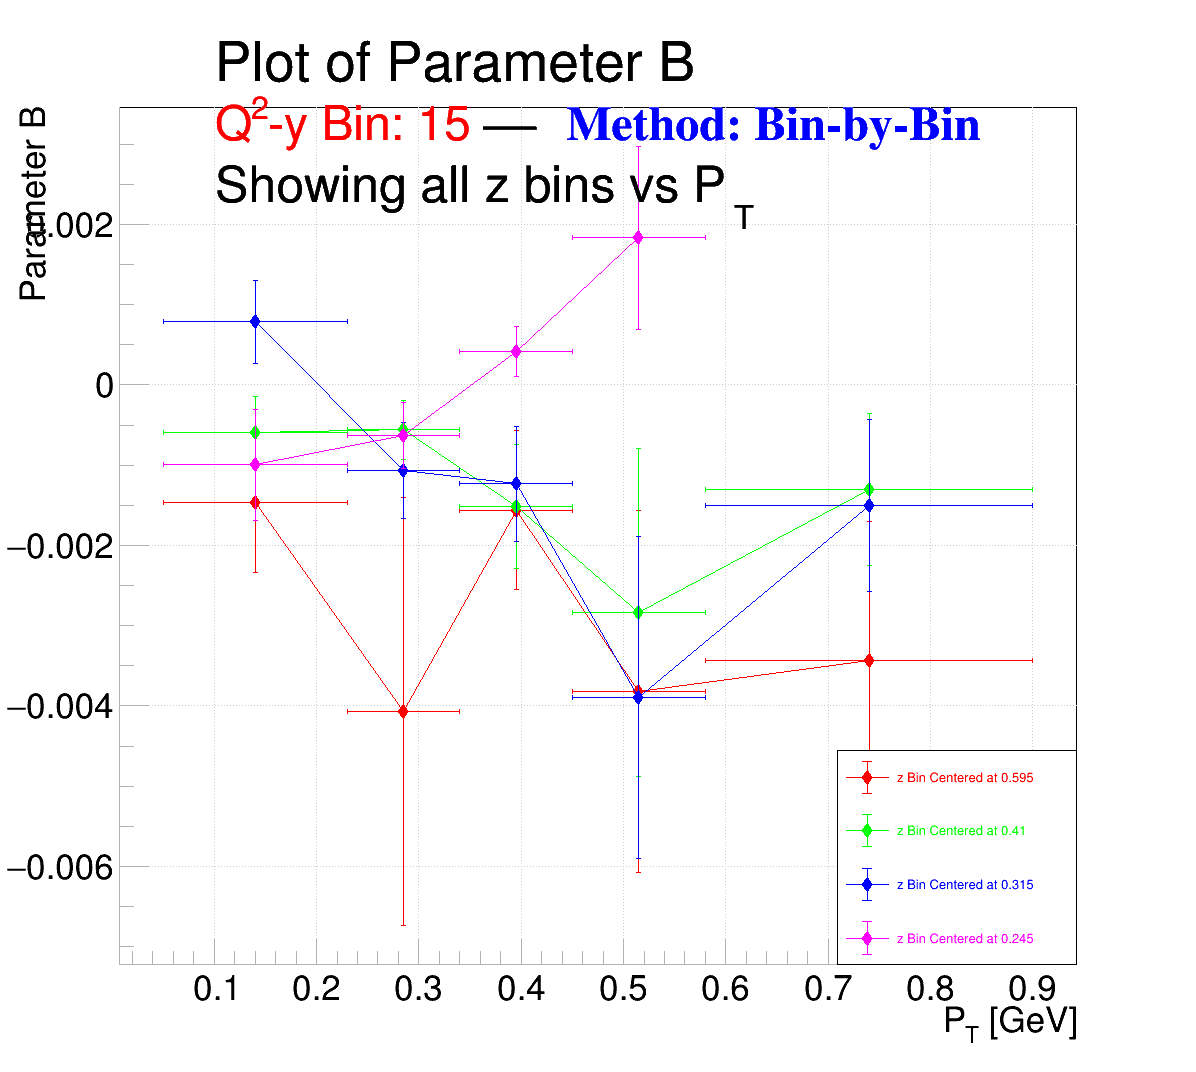 Plot of Parameter B
Q²-y Bin: 15 — Method: Bin-by-Bin
Showing all z bins vs P_T
Parameter B
0.002
0
−0.002
−0.004
−0.006
z Bin Centered at 0.595
z Bin Centered at 0.41
z Bin Centered at 0.315
z Bin Centered at 0.245
0.1 0.2 0.3 0.4 0.5 0.6 0.7 0.8 0.9
P_T [GeV]